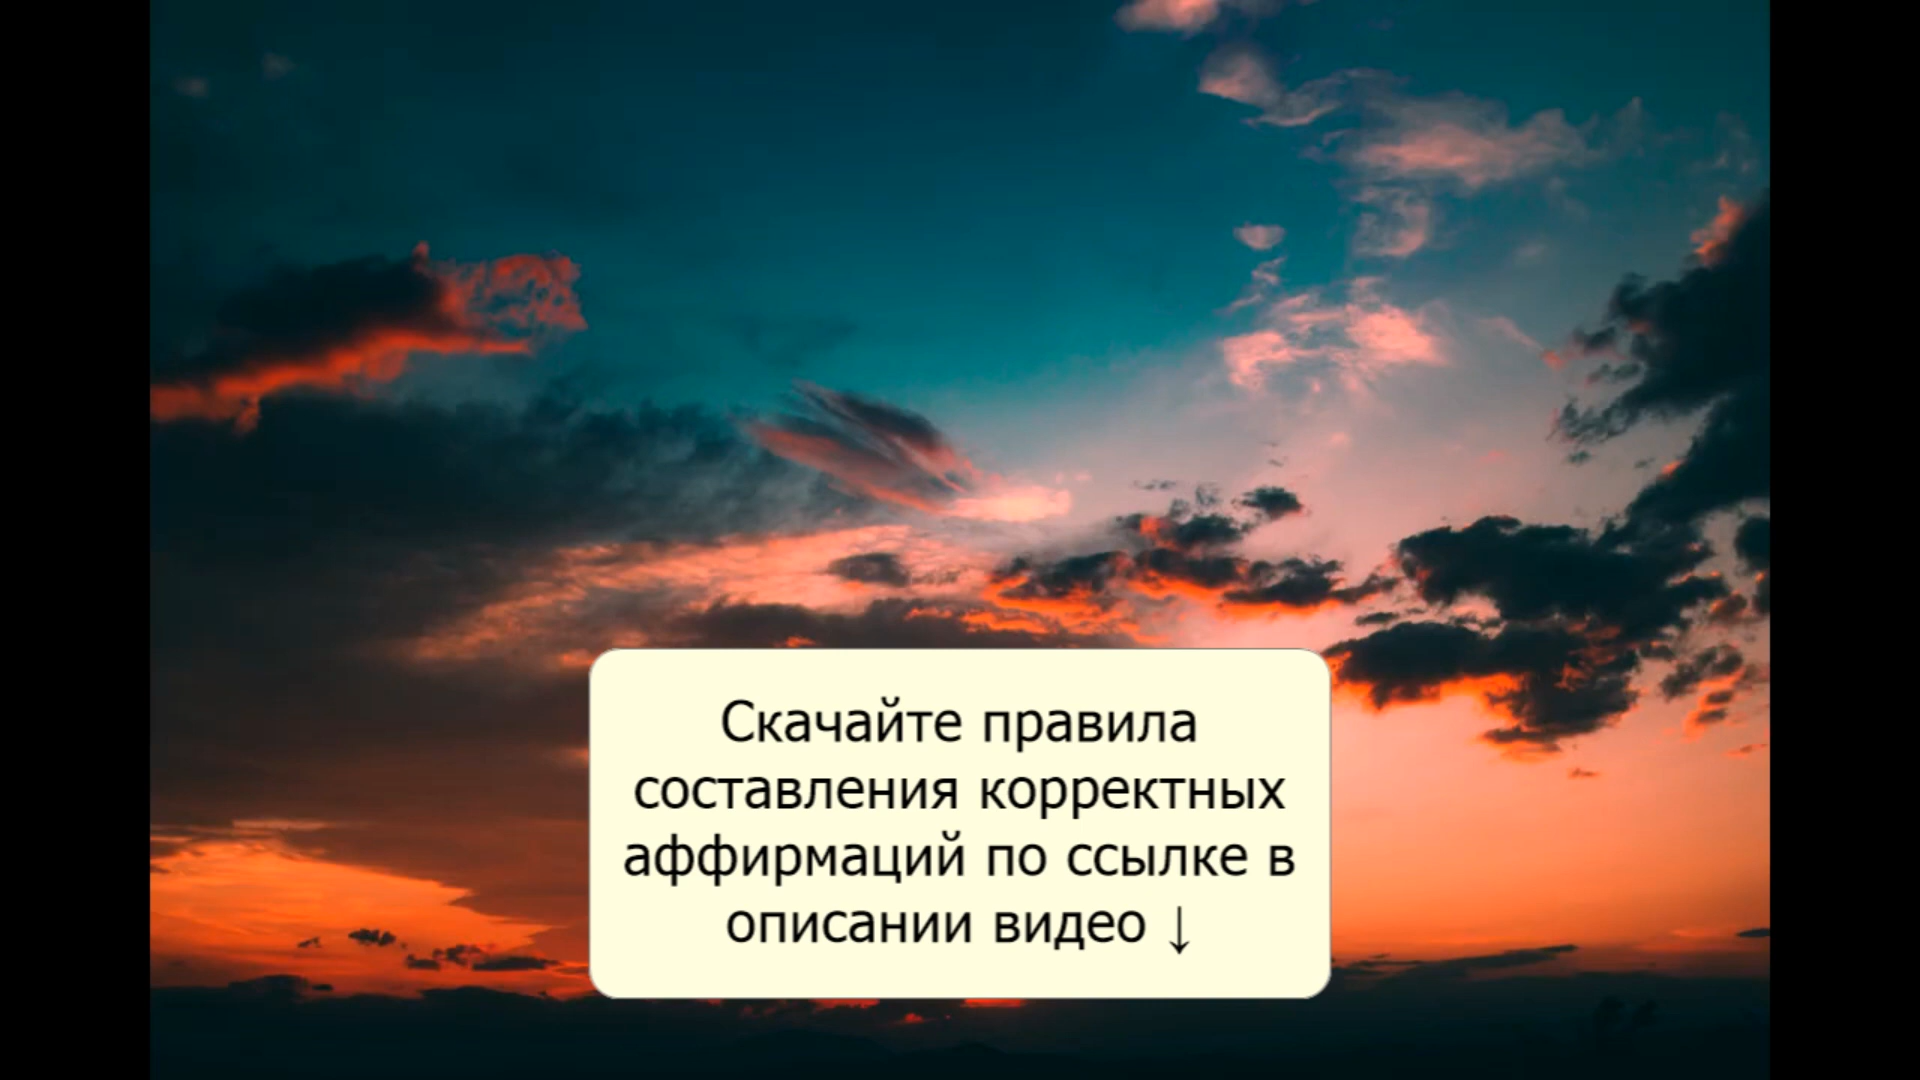 Скачайте правила
составления корректных
аффирмаций по ссылке в
описании видео ↓